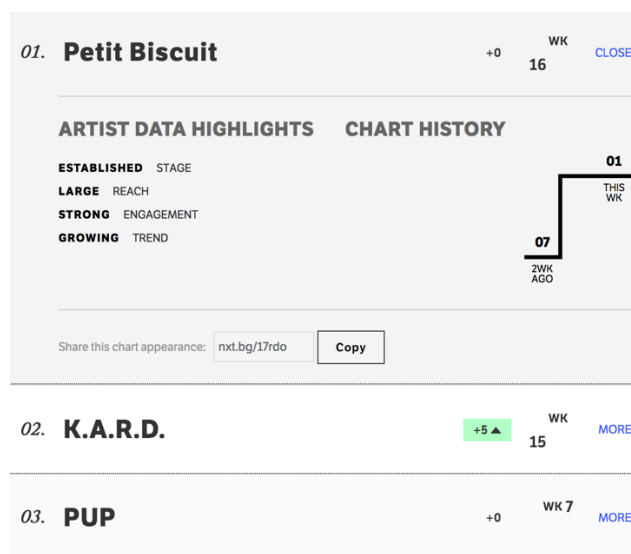 01. Petit Biscuit +0 WK 16 CLOSE
ARTIST DATA HIGHLIGHTS CHART HISTORY
ESTABLISHED STAGE
LARGE REACH
STRONG ENGAGEMENT
GROWING TREND
01
THIS
WK
07
2WK
AGO
Share this chart appearance: nxt.bg/17rdo Copy
02. K.A.R.D. +5 ▲ WK 15 MORE
03. PUP +0 WK 7 MORE